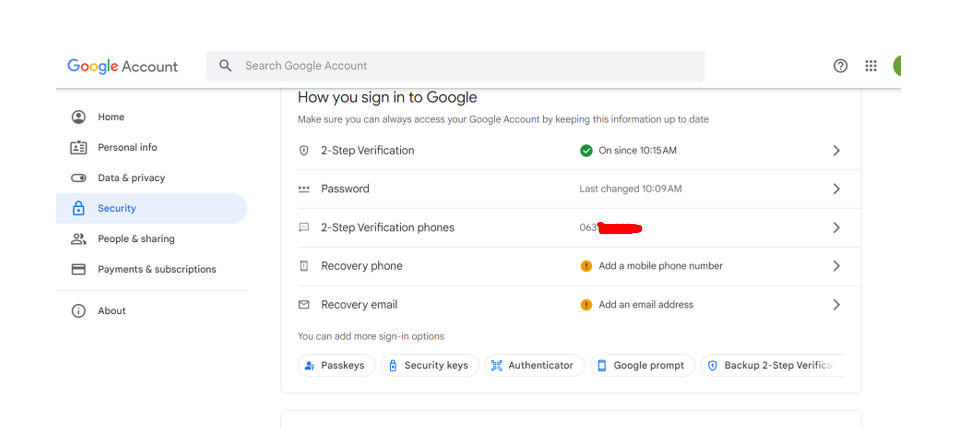 Google Account
Search Google Account
Home
Personal info
Data & privacy
Security
People & sharing
Payments & subscriptions
About
How you sign in to Google
Make sure you can always access your Google Account by keeping this information up to date
2-Step Verification On since 10:15 AM
Password Last changed 10:09 AM
2-Step Verification phones 063
Recovery phone Add a mobile phone number
Recovery email Add an email address
You can add more sign-in options
Passkeys Security keys Authenticator Google prompt Backup 2-Step Verifica